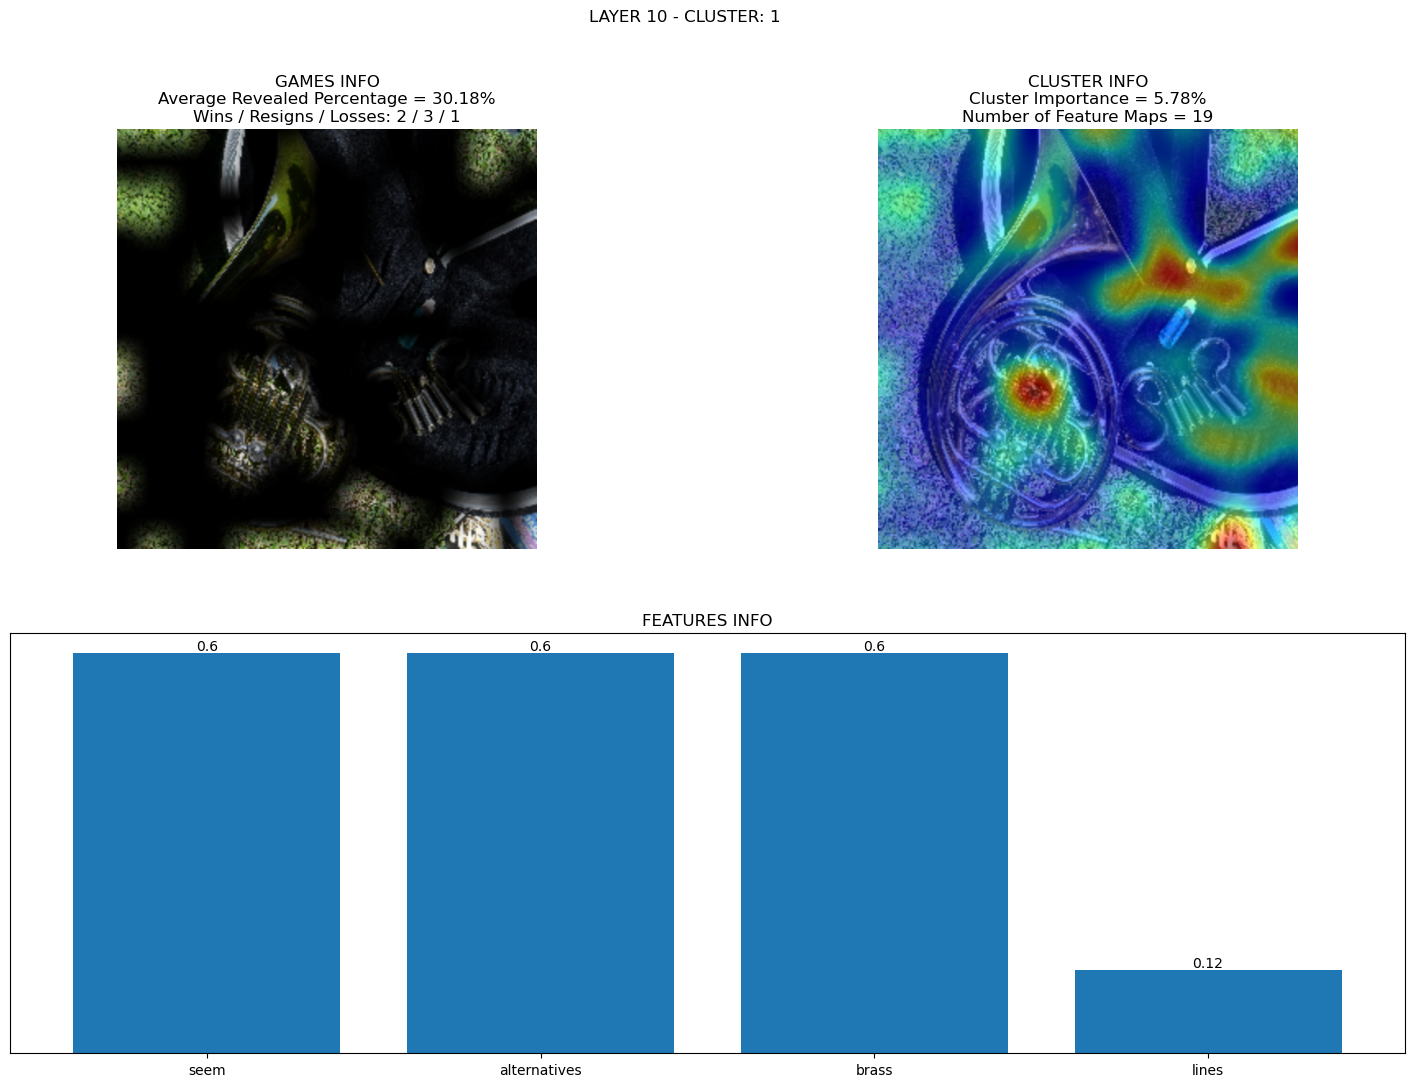 LAYER 10 - CLUSTER: 1
GAMES INFO
Average Revealed Percentage = 30.18%
Wins / Resigns / Losses: 2 / 3 / 1
CLUSTER INFO
Cluster Importance = 5.78%
Number of Feature Maps = 19
FEATURES INFO
0.6
0.6
0.6
0.12
seem
alternatives
brass
lines